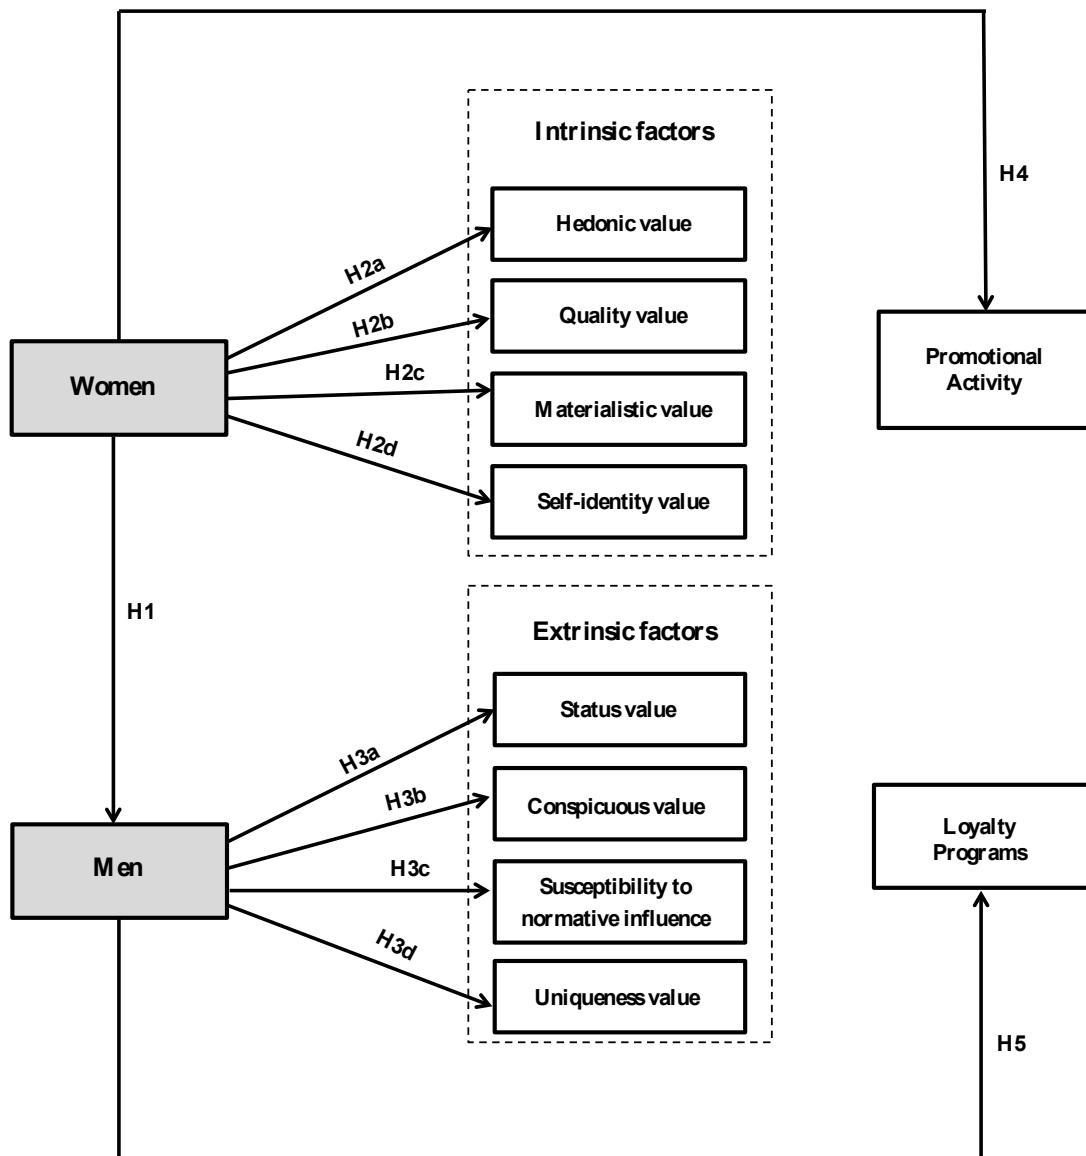 Intrinsic factors
H4
Hedonic value
H2a
Quality value
H2b
Promotional
Activity
Women
H2c
Materialistic value
H2d
Self-identity value
H1
Extrinsic factors
Status value
H3a
H3b
Conspicuous value
Loyalty
Programs
Men
H3c
Susceptibility to
normative influence
H3d
Uniqueness value
H5